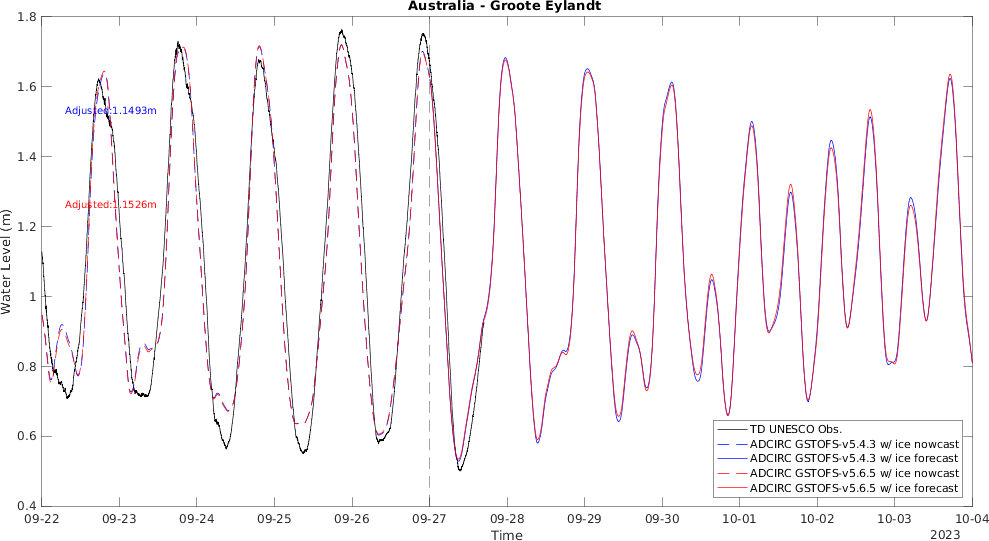 Australia - Groote Eylandt
1.8
1.6
1.4
1.2
1
0.8
0.6
0.4
Water Level (m)
Adjusted:1.1493m
Adjusted:1.1526m
TD UNESCO Obs.
ADCIRC GSTOFS-v5.4.3 w/ ice nowcast
ADCIRC GSTOFS-v5.4.3 w/ ice forecast
ADCIRC GSTOFS-v5.6.5 w/ ice nowcast
ADCIRC GSTOFS-v5.6.5 w/ ice forecast
09-22 09-23 09-24 09-25 09-26 09-27 09-28 09-29 09-30 10-01 10-02 10-03 10-04
Time
2023